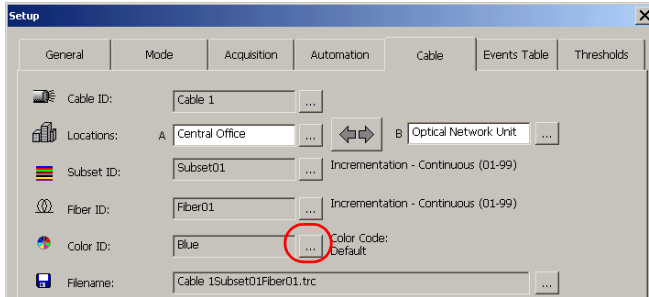 Setup
General Mode Acquisition Automation Cable Events Table Thresholds
Cable ID: Cable 1 ...
Locations: A Central Office ... B Optical Network Unit ...
Subset ID: Subset01 ... Incrementation - Continuous (01-99)
Fiber ID: Fiber01 ... Incrementation - Continuous (01-99)
Color ID: Blue ... Color Code:
Default
Filename: Cable 1Subset01Fiber01.trc ...